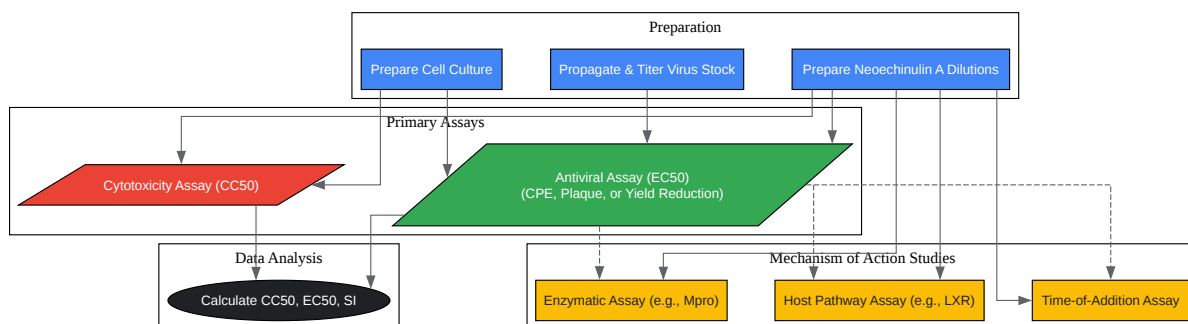 Preparation
Prepare Cell Culture
Propagate & Titer Virus Stock
Prepare Neoechinulin A Dilutions
Primary Assays
Cytotoxicity Assay (CC50)
Antiviral Assay (EC50)
(CPE, Plaque, or Yield Reduction)
Data Analysis
Mechanism of Action Studies
Calculate CC50, EC50, SI
Enzymatic Assay (e.g., Mpro)
Host Pathway Assay (e.g., LXR)
Time-of-Addition Assay